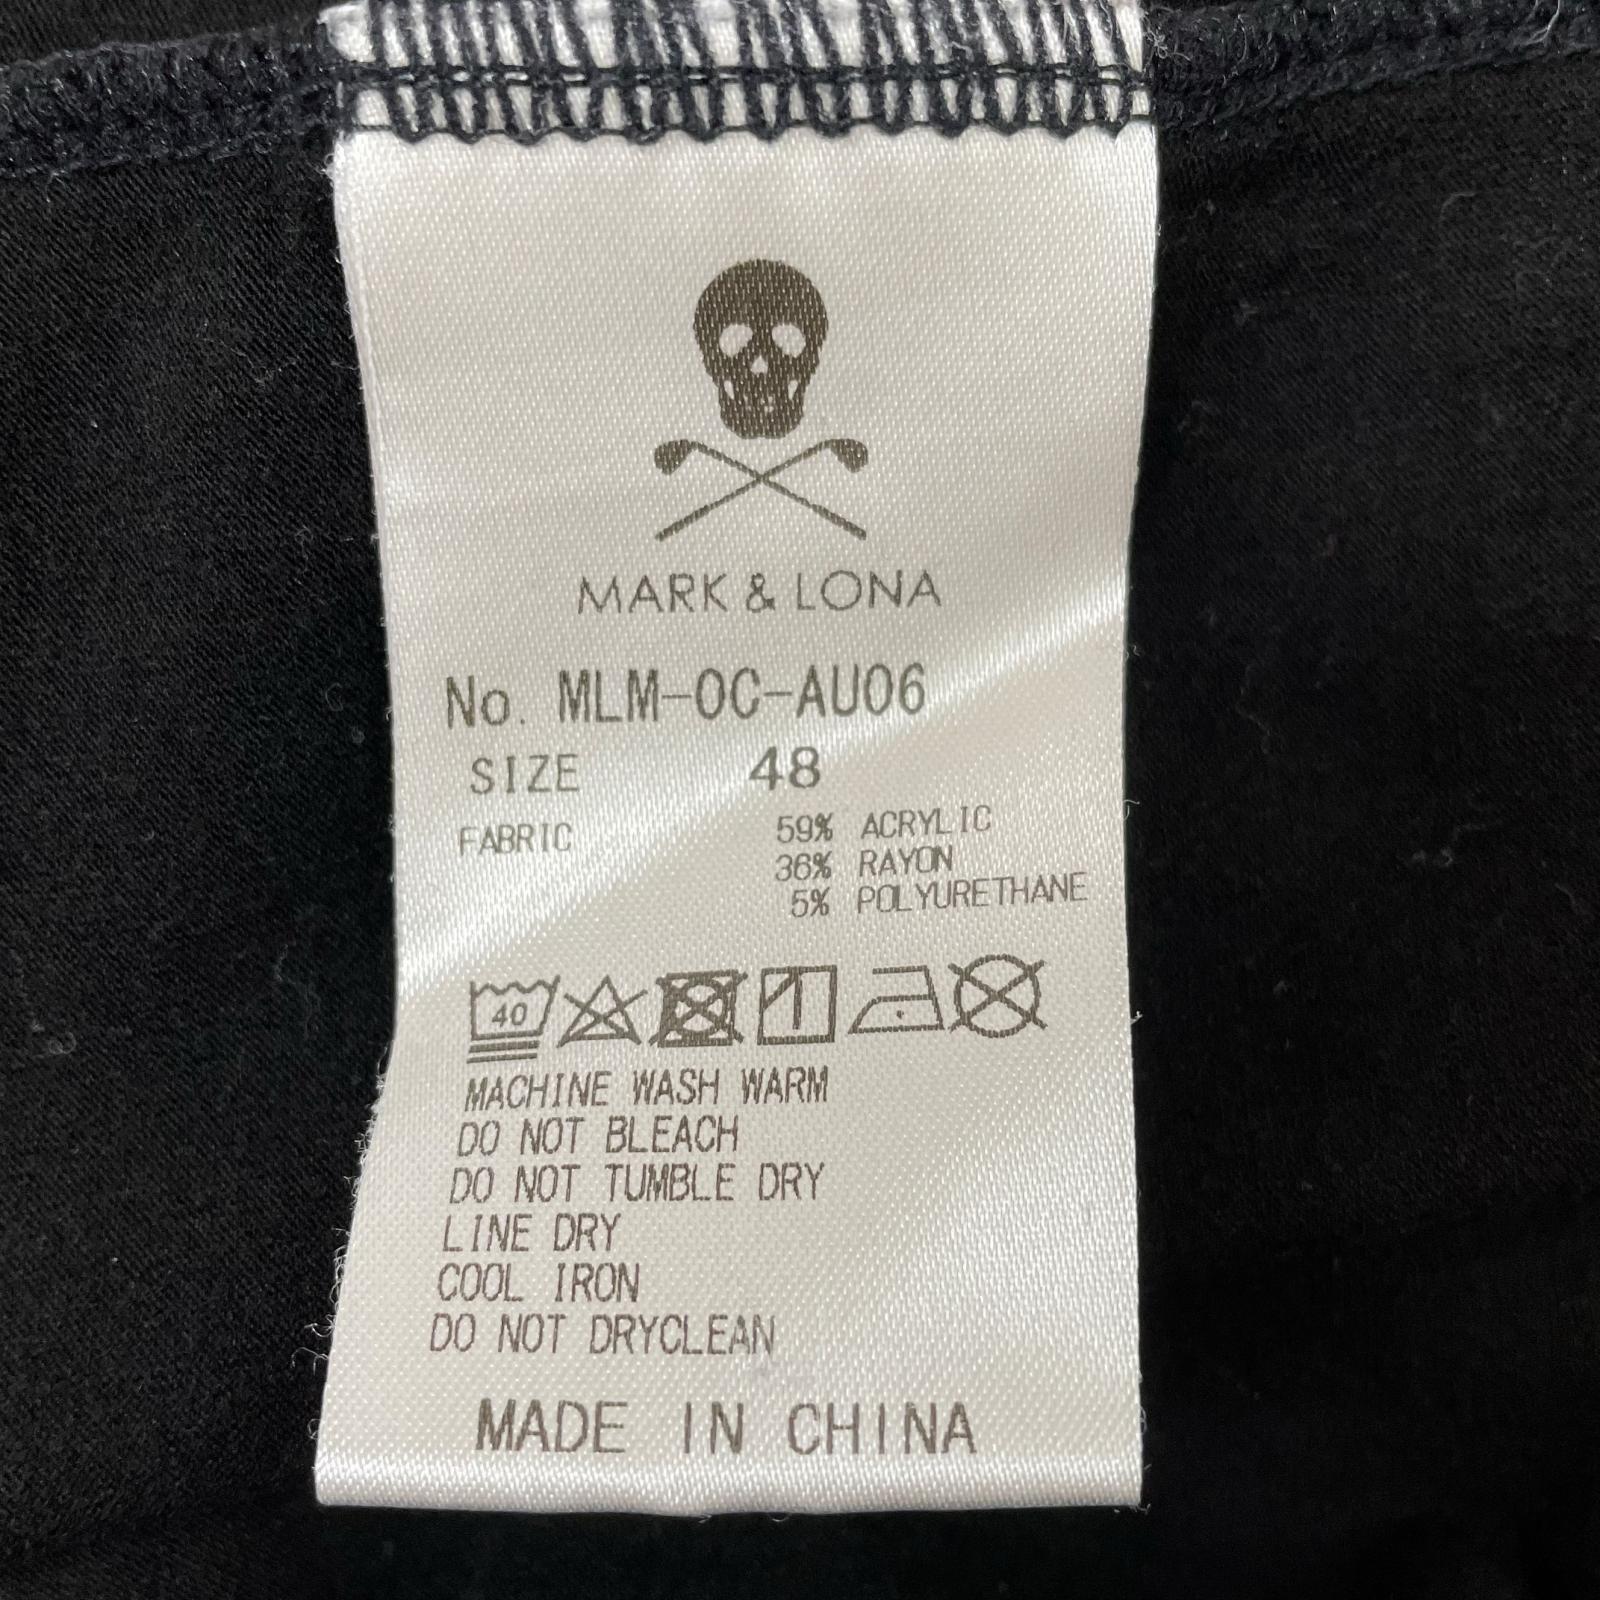 MARK & LONA
No. MLM-OC-AU06
SIZE 48
FABRIC 59% ACRYLIC
36% RAYON
5% POLYURETHANE
40
MACHINE WASH WARM
DO NOT BLEACH
DO NOT TUMBLE DRY
LINE DRY
COOL IRON
DO NOT DRYCLEAN
MADE IN CHINA